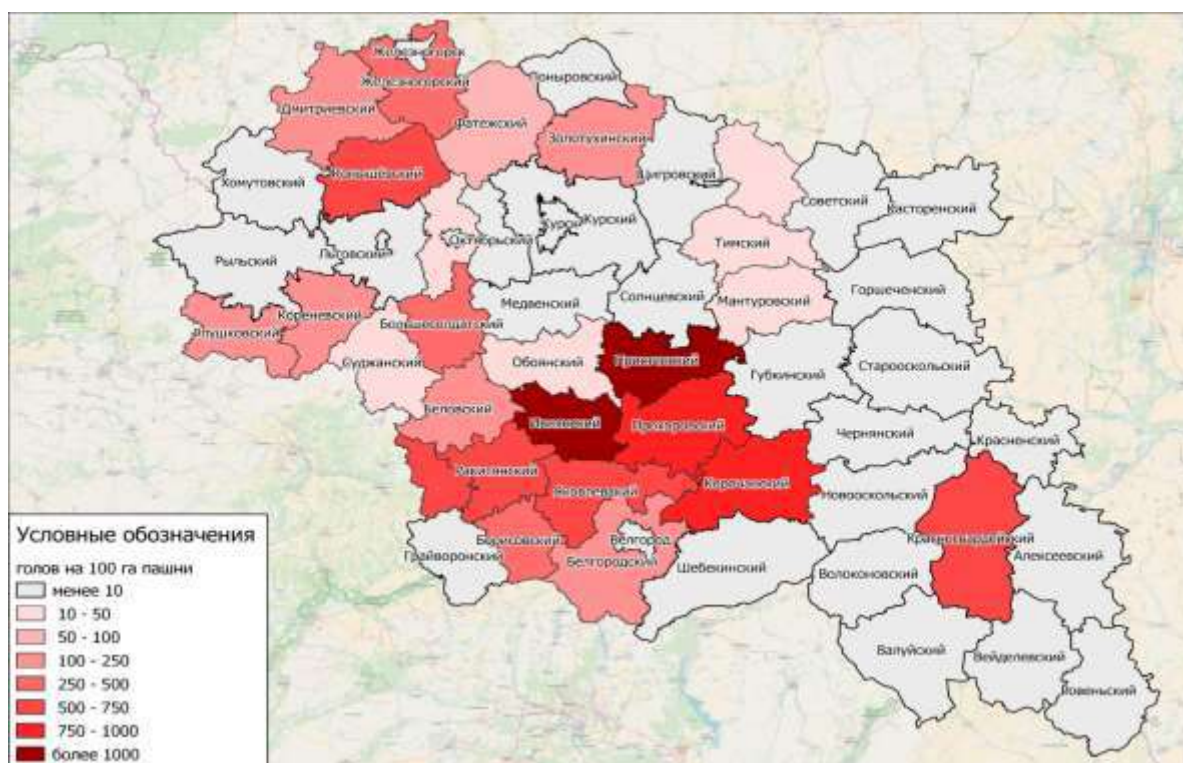 Железногорск
Железногорский
Поныровский
Дмитриевский
Фатежский
Золотухинский
Щигровский
Конышевский
Хомутовский
Советский
Касторенский
Октябрьский
Курск
Курский
Тимский
Рыльский
Льговский
Горшеченский
Медвенский
Солнцевский
Мантуровский
Кореневский
Глушковский
Большесолдатский
Суджанский
Обоянский
Пристенский
Губкинский
Старооскольский
Беловский
Ивнянский
Прохоровский
Чернянский
Красненский
Ракитянский
Яковлевский
Корочанский
Новооскольский
Красногвардейский
Алексеевский
Борисовский
Белгород
Грайворонский
Белгородский
Шебекинский
Волоконовский
Валуйский
Вейделевский
Ровеньский
Условные обозначения
голов на 100 га пашни
менее 10
10 - 50
50 - 100
100 - 250
250 - 500
500 - 750
750 - 1000
более 1000